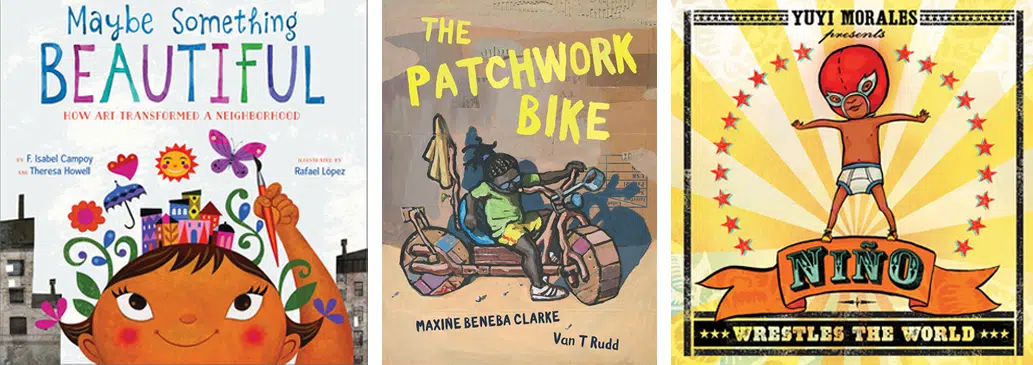 Maybe Something
BEAUTIFUL
HOW ART TRANSFORMED A NEIGHBORHOOD
BY F. ISABEL CAMPOY
AND THERESA HOWELL
ILLUSTRATED BY
RAFAEL LÓPEZ
THE
PATCHWORK
BIKE
MAXINE BENEBA CLARKE
Van T Rudd
YUYI MORALES
presents
NIÑO
WRESTLES THE WORLD